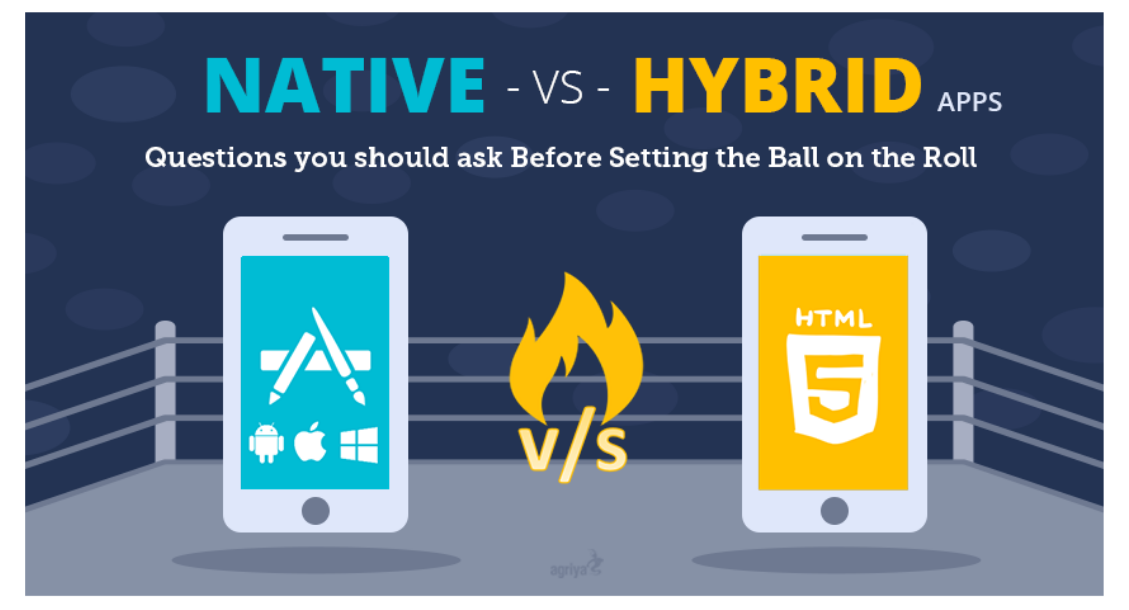 NATIVE - VS - HYBRID APPS
Questions you should ask Before Setting the Ball on the Roll
HTML
5
v/s
agriya